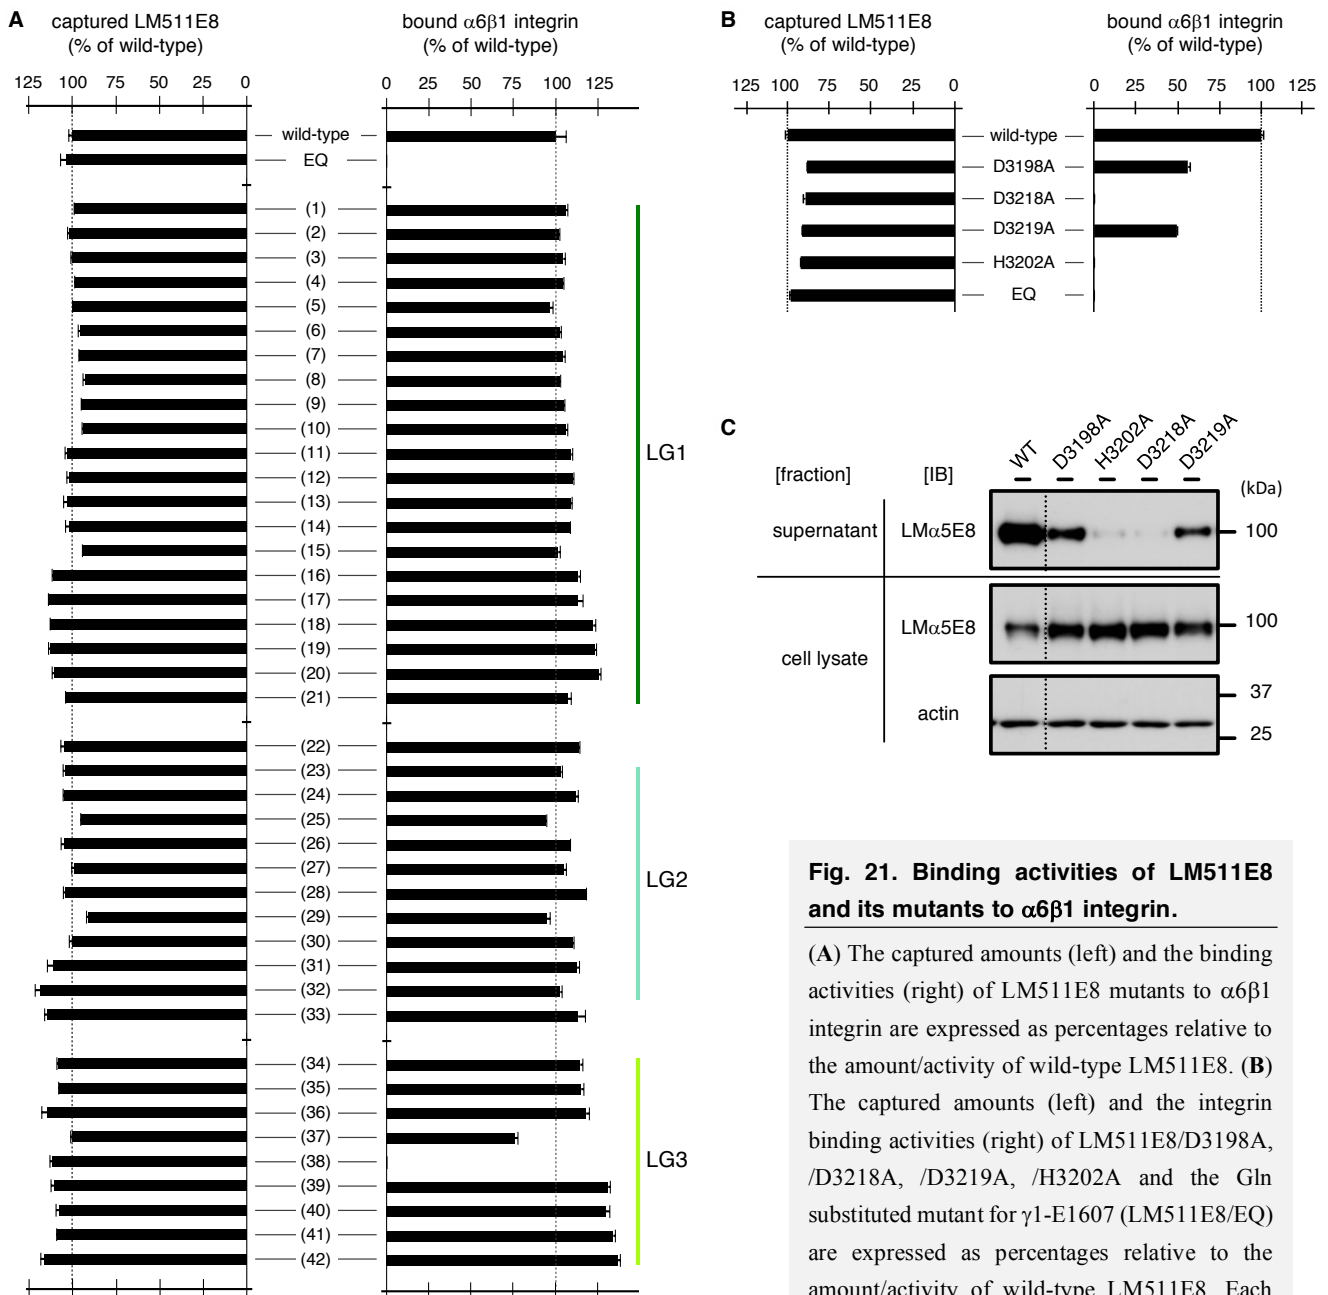 A
captured LM511E8
(% of wild-type)
bound α6β1 integrin
(% of wild-type)
125 100 75 50 25 0
0 25 50 75 100 125
wild-type
EQ
(1)
(2)
(3)
(4)
(5)
(6)
(7)
(8)
(9)
(10)
(11)
(12)
(13)
(14)
(15)
(16)
(17)
(18)
(19)
(20)
(21)
LG1
(22)
(23)
(24)
(25)
(26)
(27)
(28)
(29)
(30)
(31)
(32)
(33)
LG2
(34)
(35)
(36)
(37)
(38)
(39)
(40)
(41)
(42)
LG3
B
captured LM511E8
(% of wild-type)
bound α6β1 integrin
(% of wild-type)
125 100 75 50 25 0
0 25 50 75 100 125
wild-type
D3198A
D3218A
D3219A
H3202A
EQ
C
[fraction] [IB] WT D3198A H3202A D3218A D3219A (kDa)
supernatant LMα5E8 100
cell lysate
LMα5E8 100
actin 37
25
Fig. 21. Binding activities of LM511E8
and its mutants to α6β1 integrin.
(A) The captured amounts (left) and the binding
activities (right) of LM511E8 mutants to α6β1
integrin are expressed as percentages relative to
the amount/activity of wild-type LM511E8. (B)
The captured amounts (left) and the integrin
binding activities (right) of LM511E8/D3198A,
/D3218A, /D3219A, /H3202A and the Gln
substituted mutant for γ1-E1607 (LM511E8/EQ)
are expressed as percentages relative to the
amount/activity of wild-type LM511E8. Each